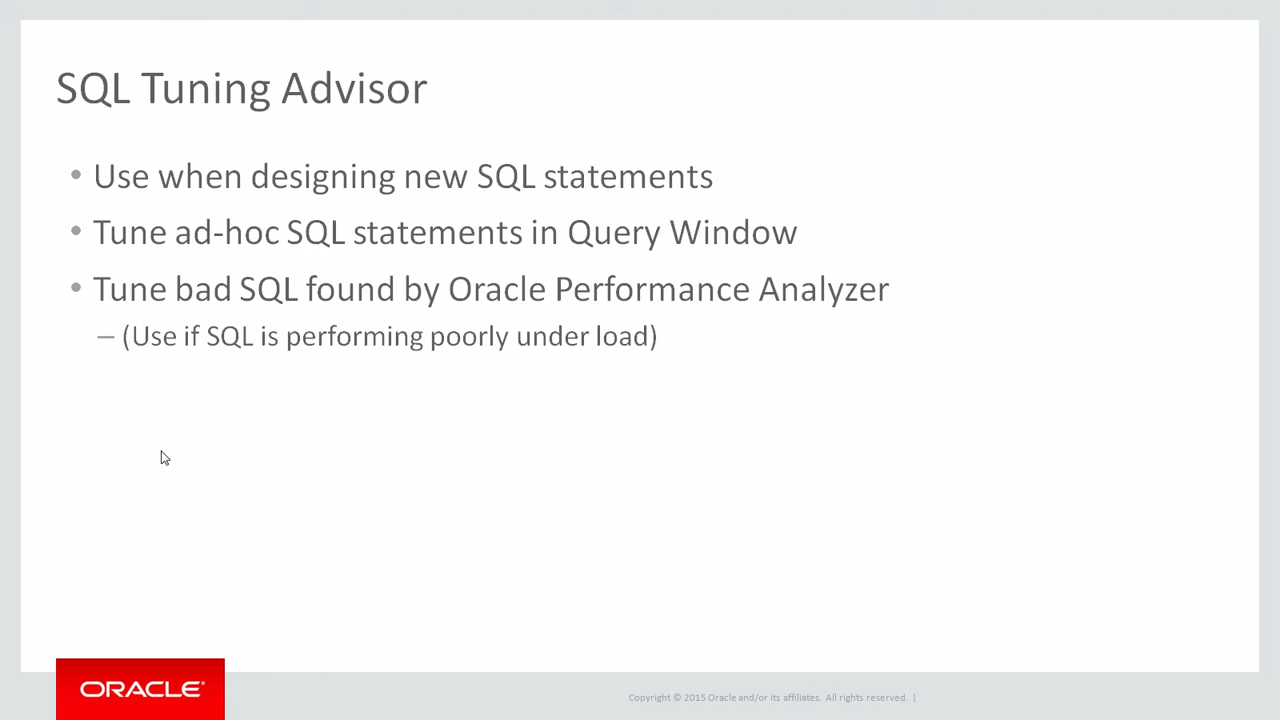 SQL Tuning Advisor
• Use when designing new SQL statements
• Tune ad-hoc SQL statements in Query Window
• Tune bad SQL found by Oracle Performance Analyzer
– (Use if SQL is performing poorly under load)
ORACLE®
Copyright © 2015 Oracle and/or its affiliates. All rights reserved. |